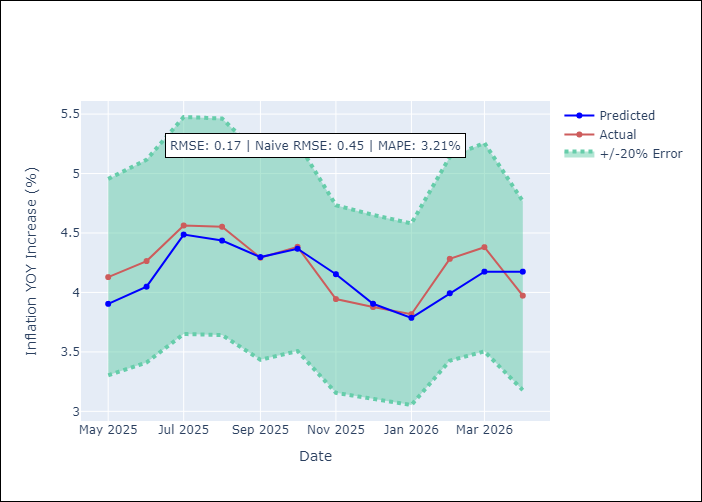 Predicted
Actual
+/-20% Error
RMSE: 0.17 | Naive RMSE: 0.45 | MAPE: 3.21%
Inflation YOY Increase (%)
5.5
5
4.5
4
3.5
3
May 2025
Jul 2025
Sep 2025
Nov 2025
Jan 2026
Mar 2026
Date